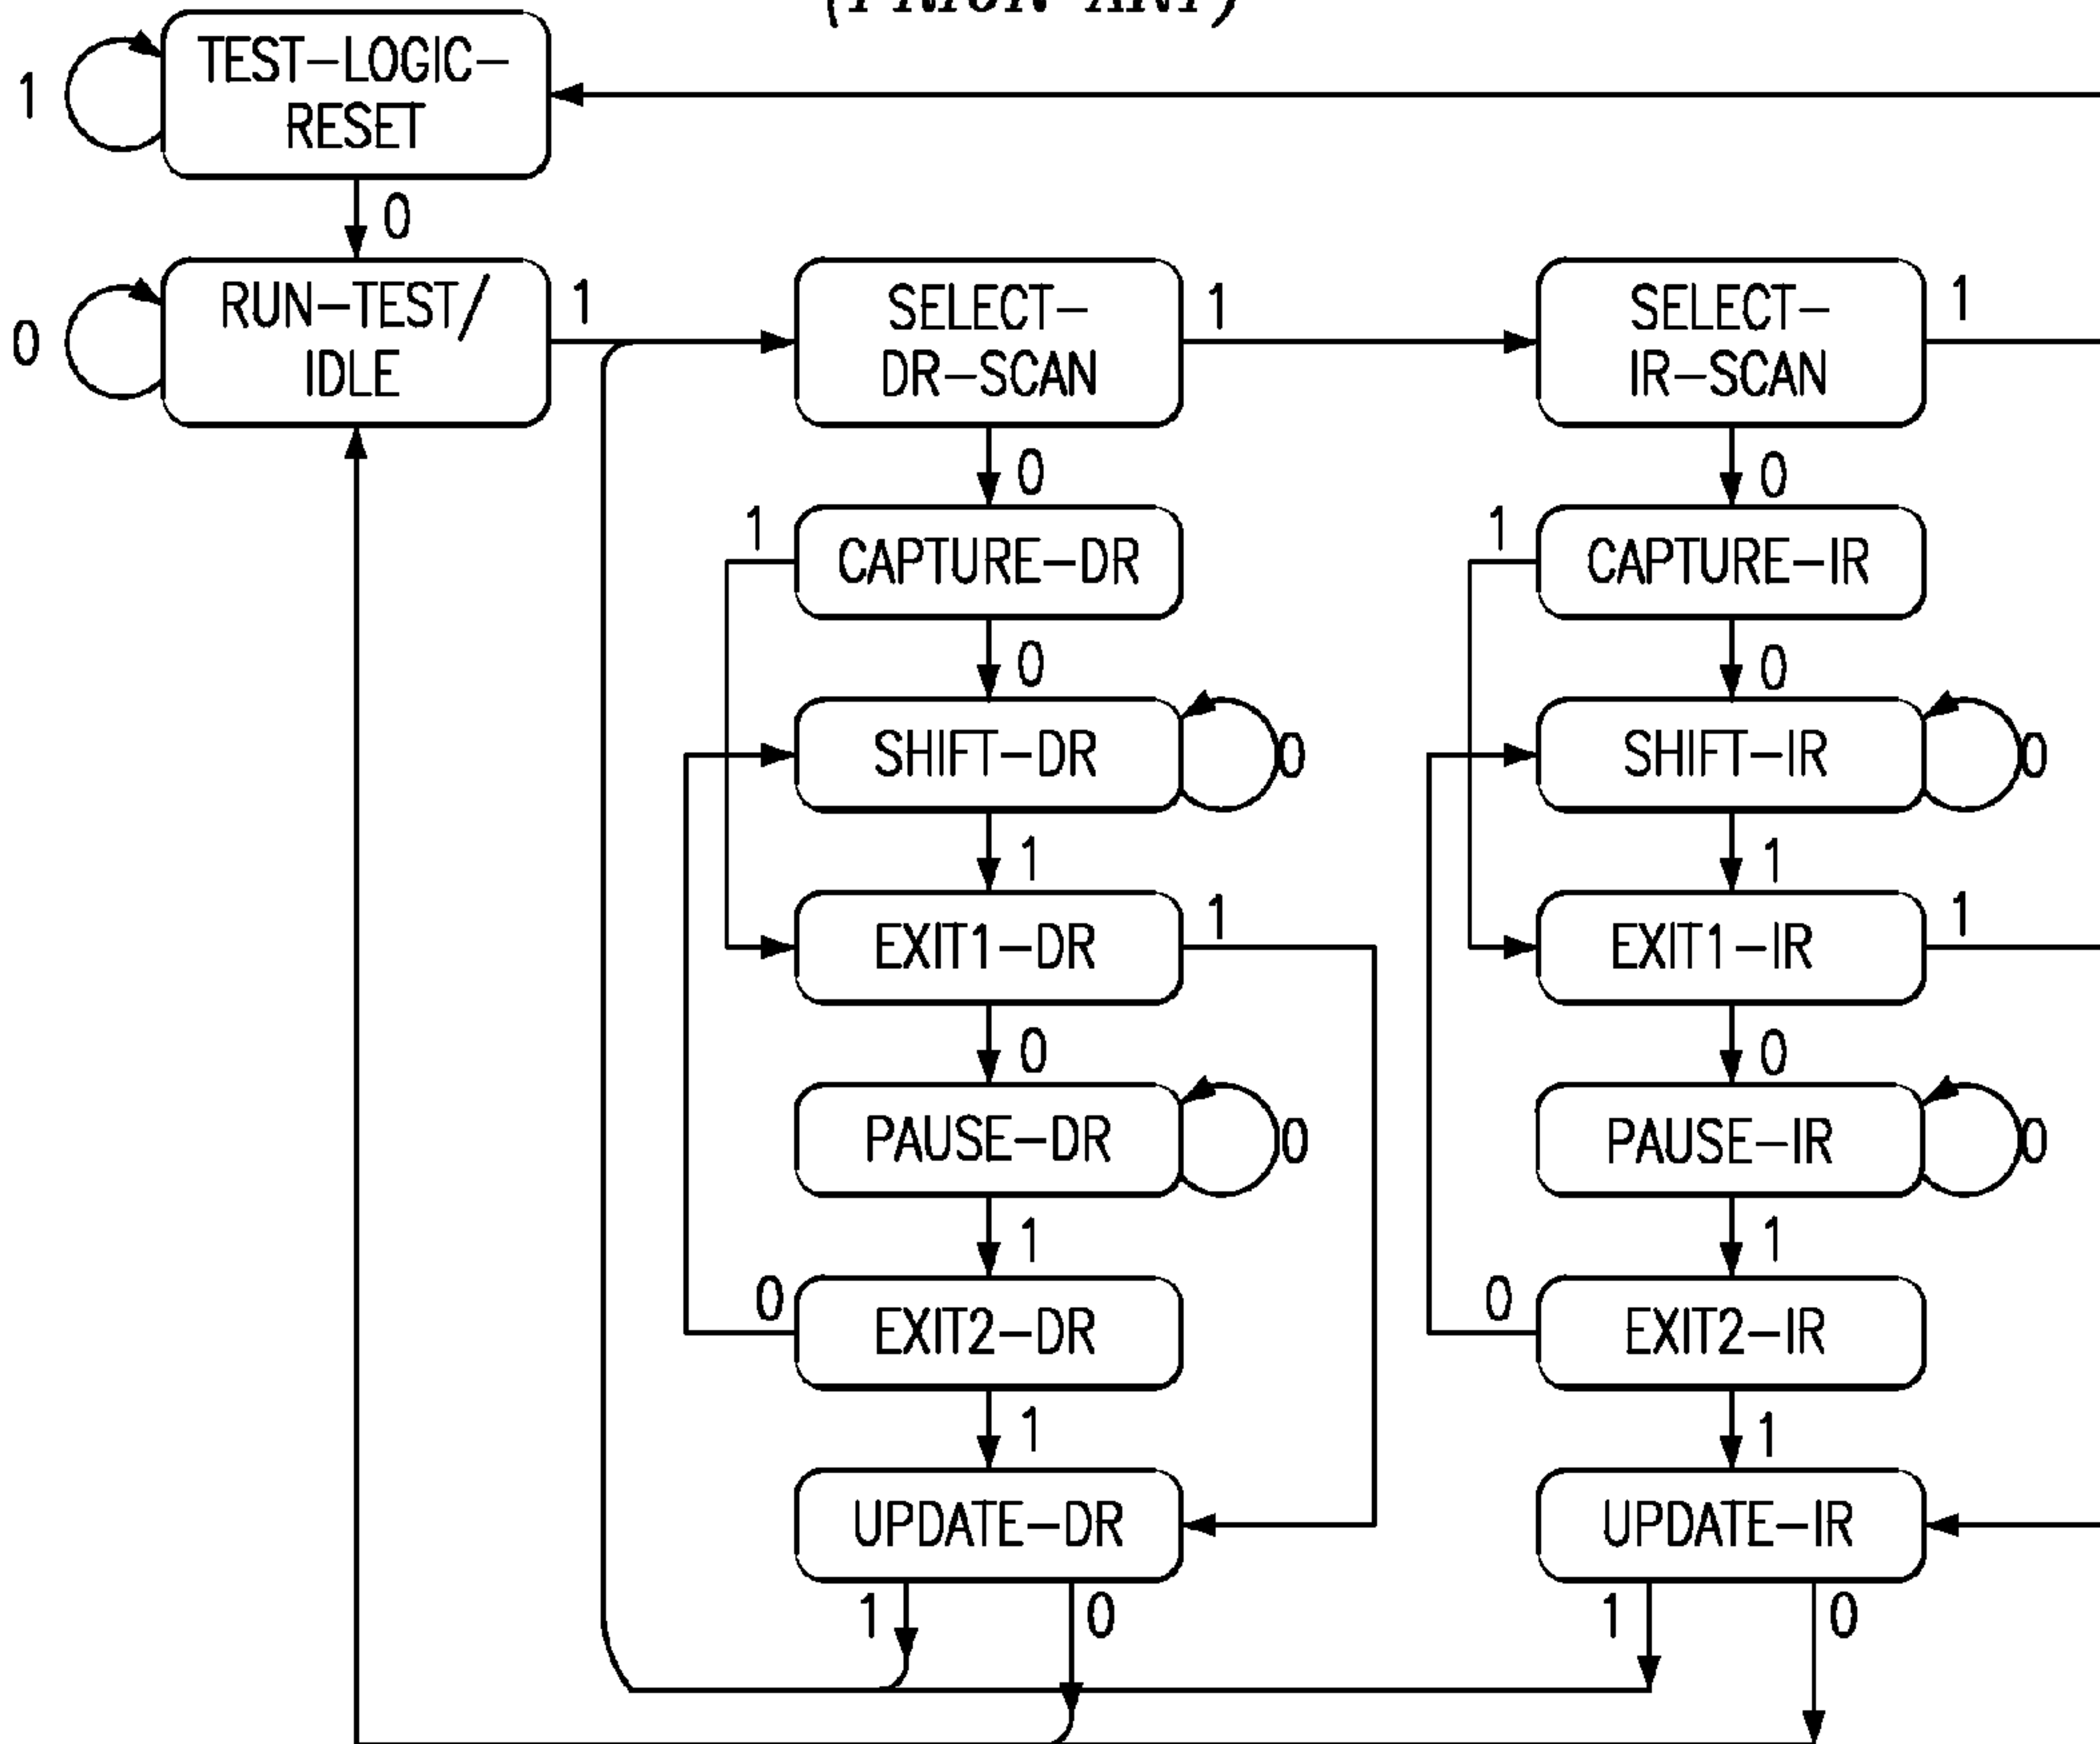 (PRIOR ART)
TEST-LOGIC-
RESET
1
0
RUN-TEST/
IDLE
0
1
SELECT-
DR-SCAN
1
SELECT-
IR-SCAN
1
0
0
1
CAPTURE-DR
1
CAPTURE-IR
0
0
SHIFT-DR
0
SHIFT-IR
0
1
1
EXIT1-DR
1
EXIT1-IR
1
0
0
PAUSE-DR
0
PAUSE-IR
0
1
1
0
EXIT2-DR
0
EXIT2-IR
1
1
UPDATE-DR
UPDATE-IR
1
0
1
0